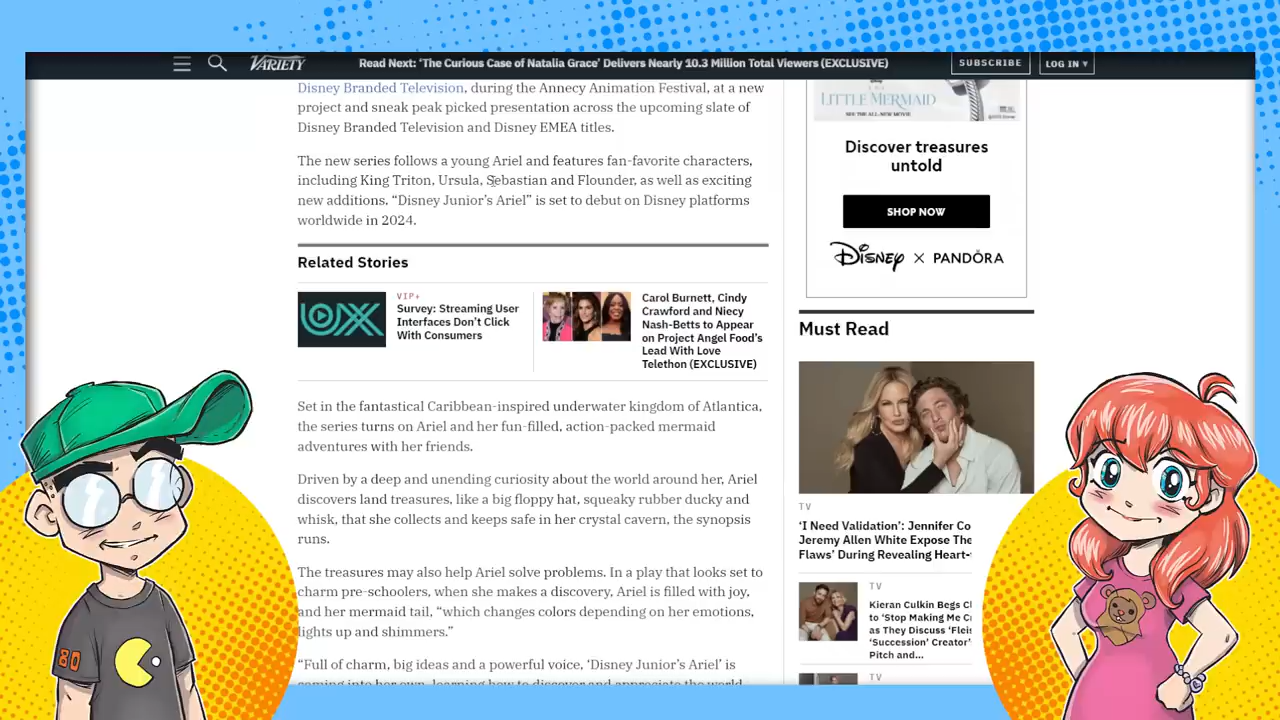 VARIETY
Read Next: ‘The Curious Case of Natalia Grace’ Delivers Nearly 10.3 Million Total Viewers (EXCLUSIVE)
SUBSCRIBE
LOG IN ▾
Disney Branded Television, during the Annecy Animation Festival, at a new
project and sneak peak picked presentation across the upcoming slate of
Disney Branded Television and Disney EMEA titles.
The new series follows a young Ariel and features fan-favorite characters,
including King Triton, Ursula, Sebastian and Flounder, as well as exciting
new additions. “Disney Junior’s Ariel” is set to debut on Disney platforms
worldwide in 2024.
Related Stories
VIP+
Survey: Streaming User
Interfaces Don’t Click
With Consumers
Carol Burnett, Cindy
Crawford and Niecy
Nash-Betts to Appear
on Project Angel Food’s
Lead With Love
Telethon (EXCLUSIVE)
Set in the fantastical Caribbean-inspired underwater kingdom of Atlantica,
the series turns on Ariel and her fun-filled, action-packed mermaid
adventures with her friends.
Driven by a deep and unending curiosity about the world around her, Ariel
discovers land treasures, like a big floppy hat, squeaky rubber ducky and
whisk, that she collects and keeps safe in her crystal cavern, the synopsis
runs.
The treasures may also help Ariel solve problems. In a play that looks set to
charm pre-schoolers, when she makes a discovery, Ariel is filled with joy,
and her mermaid tail, “which changes colors depending on her emotions,
lights up and shimmers.”
“Full of charm, big ideas and a powerful voice, ‘Disney Junior’s Ariel’ is
coming into her own, learning how to discover and appreciate the world
LITTLE MERMAID
SEE THE ALL-NEW MOVIE
Discover treasures
untold
SHOP NOW
Disney × PANDORA
Must Read
TV
‘I Need Validation’: Jennifer Co
Jeremy Allen White Expose The
Flaws’ During Revealing Heart-
TV
Kieran Culkin Begs Cl
to ‘Stop Making Me Cr
as They Discuss ‘Fleis
‘Succession’ Creator’
Pitch and...
TV
80